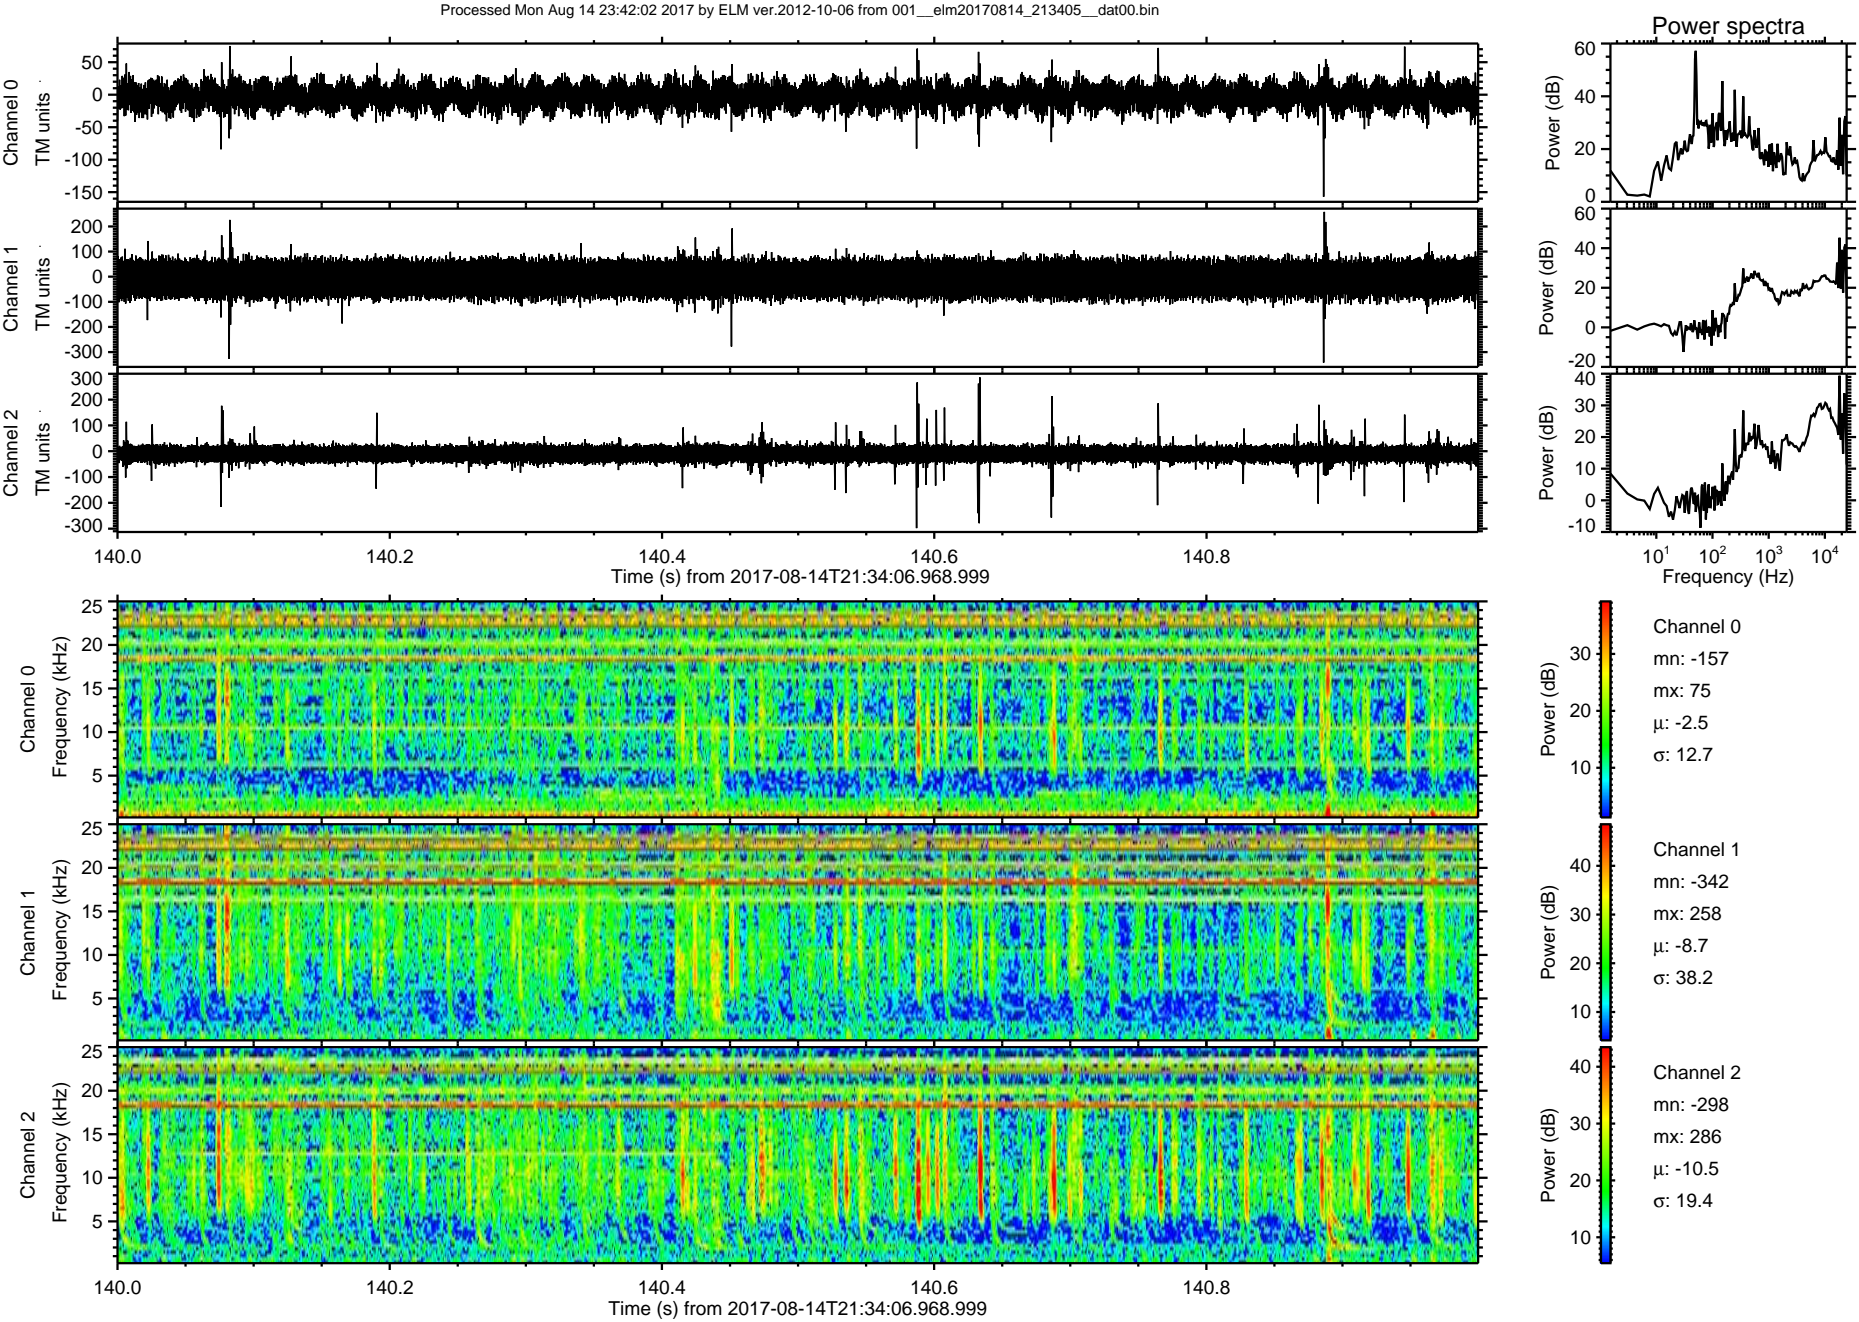 Processed Mon Aug 14 23:42:02 2017 by ELM ver.2012-10-06 from 001__elm20170814_213405__dat00.bin
Power spectra
Channel 0
TM units
50
0
-50
-100
-150
Power (dB)
60
40
20
0
Channel 1
TM units
200
100
0
-100
-200
-300
Power (dB)
60
40
20
0
-20
Channel 2
TM units
300
200
100
0
-100
-200
-300
Power (dB)
40
30
20
10
0
-10
140.0 140.2 140.4 140.6 140.8
Time (s) from 2017-08-14T21:34:06.968.999
10¹ 10² 10³ 10⁴
Frequency (Hz)
Channel 0
Frequency (kHz)
25
20
15
10
5
Power (dB)
30
20
10
Channel 0
mn: -157
mx: 75
μ: -2.5
σ: 12.7
Channel 1
Frequency (kHz)
25
20
15
10
5
Power (dB)
40
30
20
10
Channel 1
mn: -342
mx: 258
μ: -8.7
σ: 38.2
Channel 2
Frequency (kHz)
25
20
15
10
5
Power (dB)
40
30
20
10
Channel 2
mn: -298
mx: 286
μ: -10.5
σ: 19.4
140.0 140.2 140.4 140.6 140.8
Time (s) from 2017-08-14T21:34:06.968.999